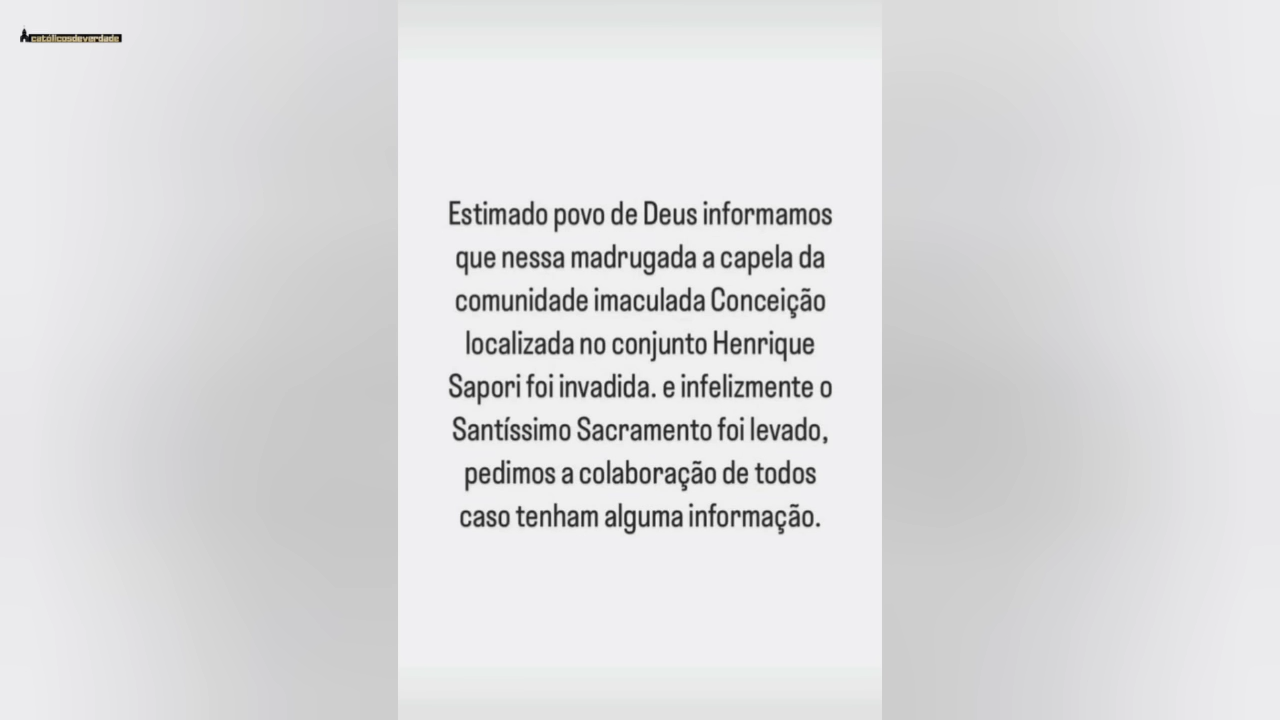 católicosdeverdade
Estimado povo de Deus informamos
que nessa madrugada a capela da
comunidade imaculada Conceição
localizada no conjunto Henrique
Sapori foi invadida. e infelizmente o
Santíssimo Sacramento foi levado,
pedimos a colaboração de todos
caso tenham alguma informação.